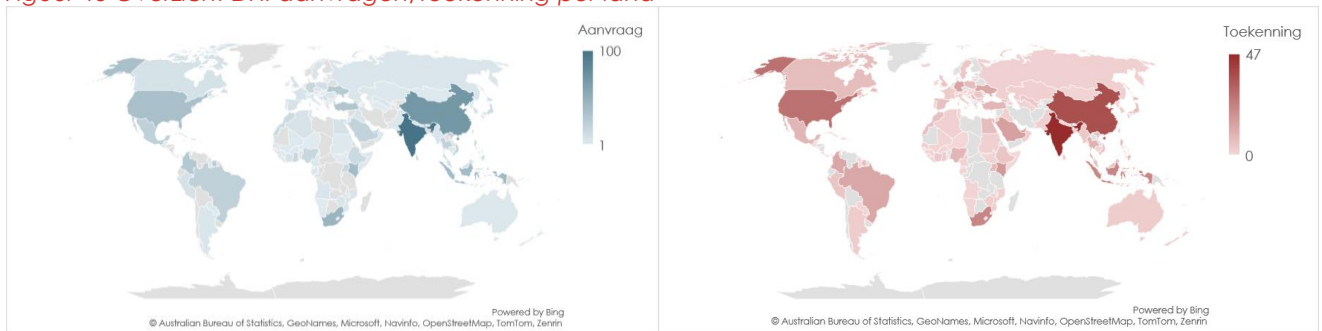 Aanvraag
100
1
Powered by Bing
© Australian Bureau of Statistics, GeoNames, Microsoft, Navinfo, OpenStreetMap, TomTom, Zenrin
Toekenning
47
0
Powered by Bing
© Australian Bureau of Statistics, GeoNames, Microsoft, Navinfo, OpenStreetMap, TomTom, Zenrin